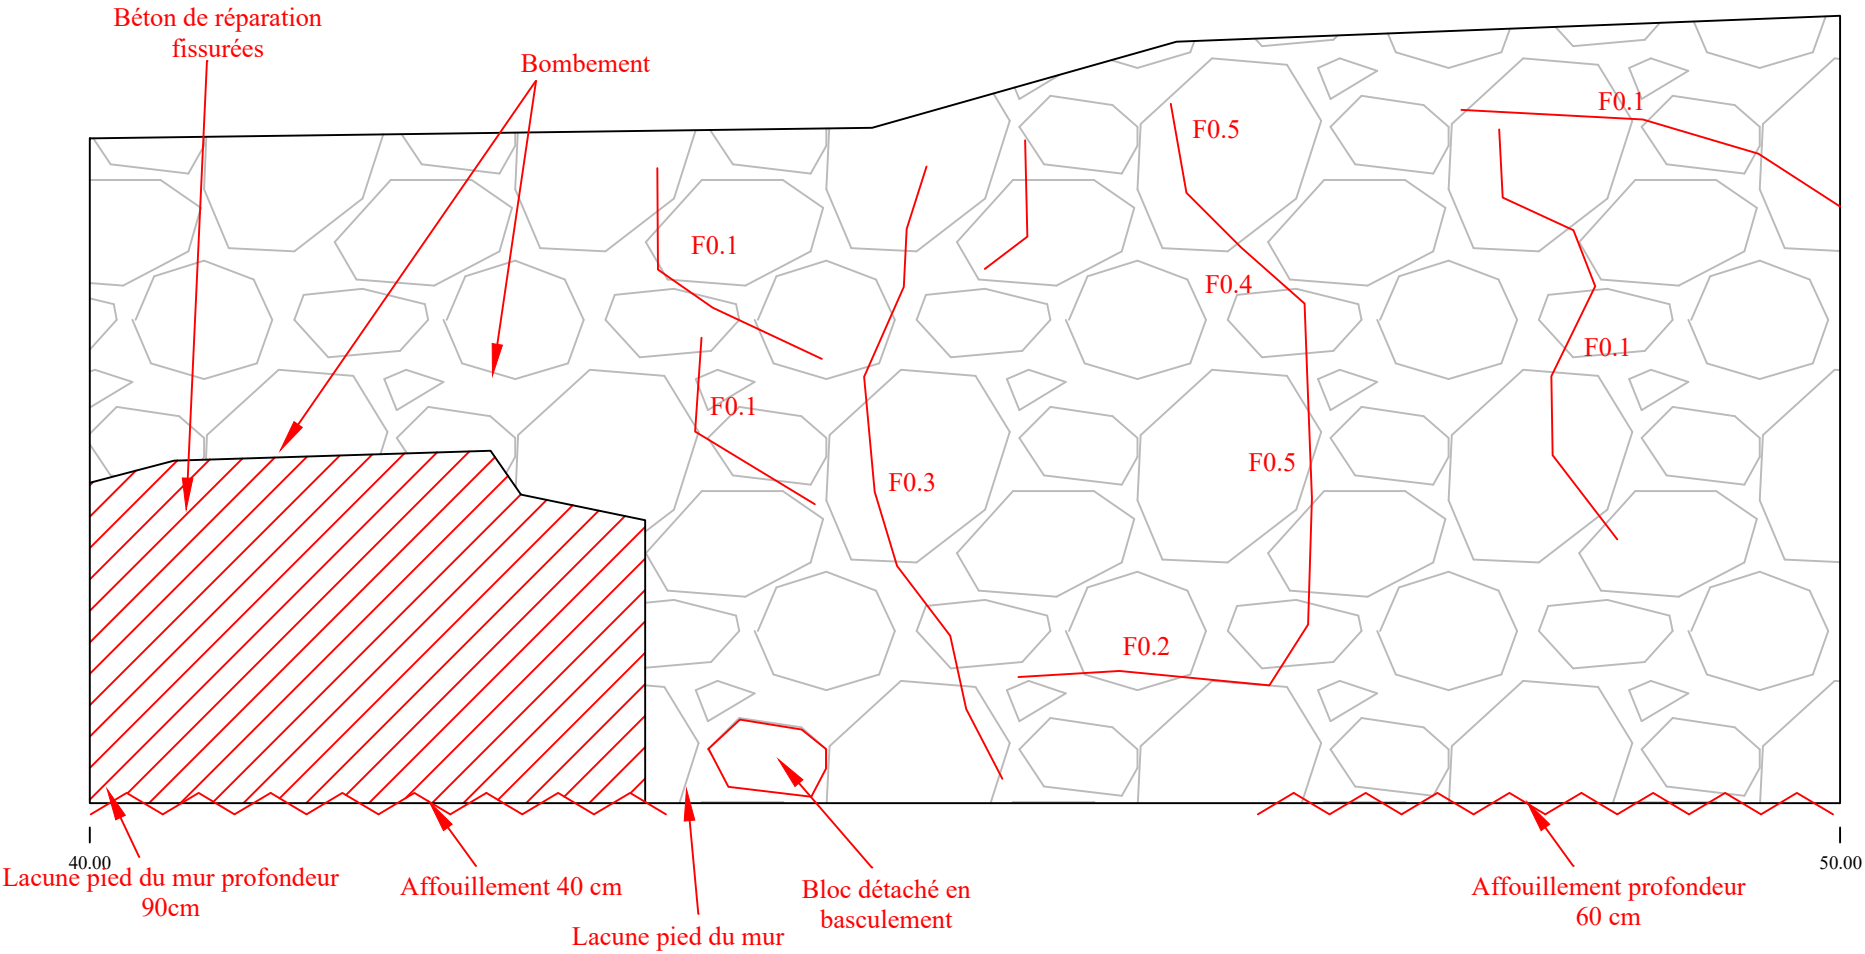 Béton de réparation
fissurées
Bombement
F0.1
F0.5
F0.1
F0.4
F0.1
F0.1
F0.5
F0.3
F0.2
40.00
50.00
Lacune pied du mur profondeur
90cm
Affouillement 40 cm
Lacune pied du mur
Bloc détaché en
basculement
Affouillement profondeur
60 cm